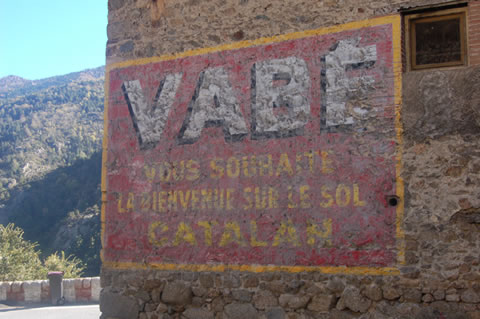 VABÉ
VOUS SOUHAITE
LA BIENVENUE SUR LE SOL
CATALAN